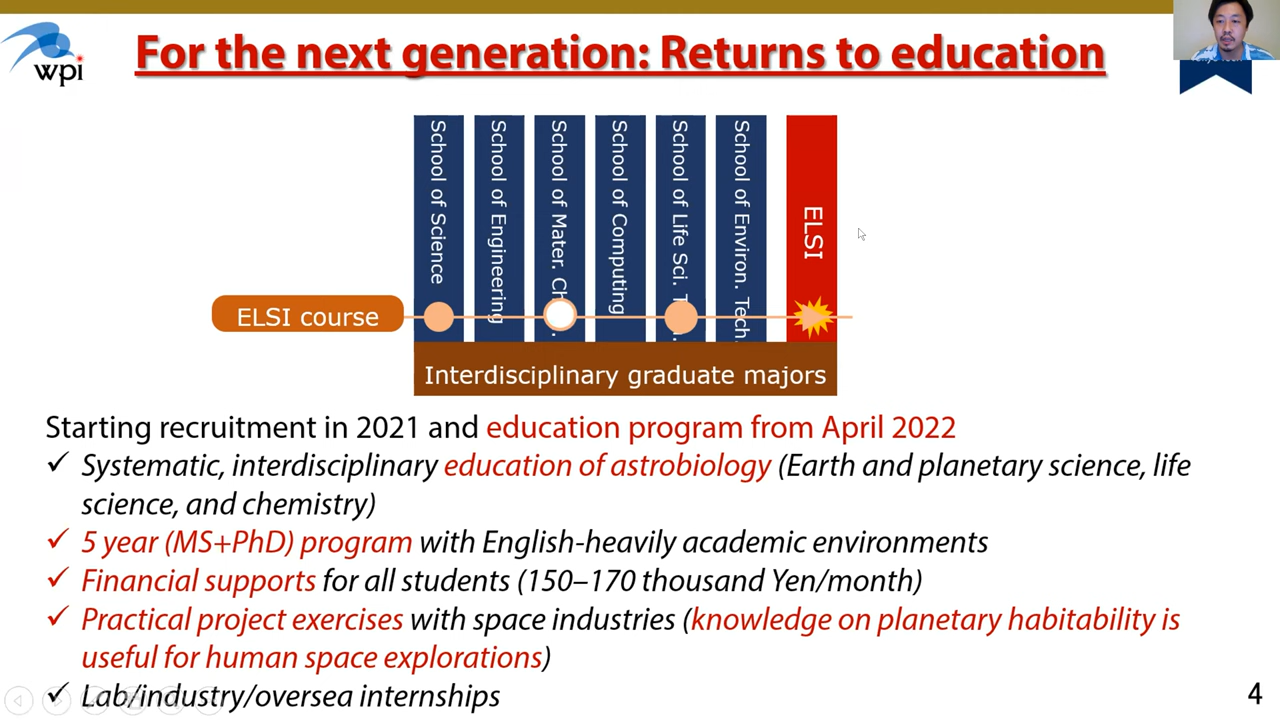 For the next generation: Returns to education
wpi
School of Science
School of Engineering
School of Mater. Ch
School of Computing
School of Life Sci. T
School of Environ. Tech.
ELSI
ELSI course
Interdisciplinary graduate majors
Starting recruitment in 2021 and education program from April 2022
✓ Systematic, interdisciplinary education of astrobiology (Earth and planetary science, life
science, and chemistry)
✓ 5 year (MS+PhD) program with English-heavily academic environments
✓ Financial supports for all students (150–170 thousand Yen/month)
✓ Practical project exercises with space industries (knowledge on planetary habitability is
useful for human space explorations)
✓ Lab/industry/oversea internships
4